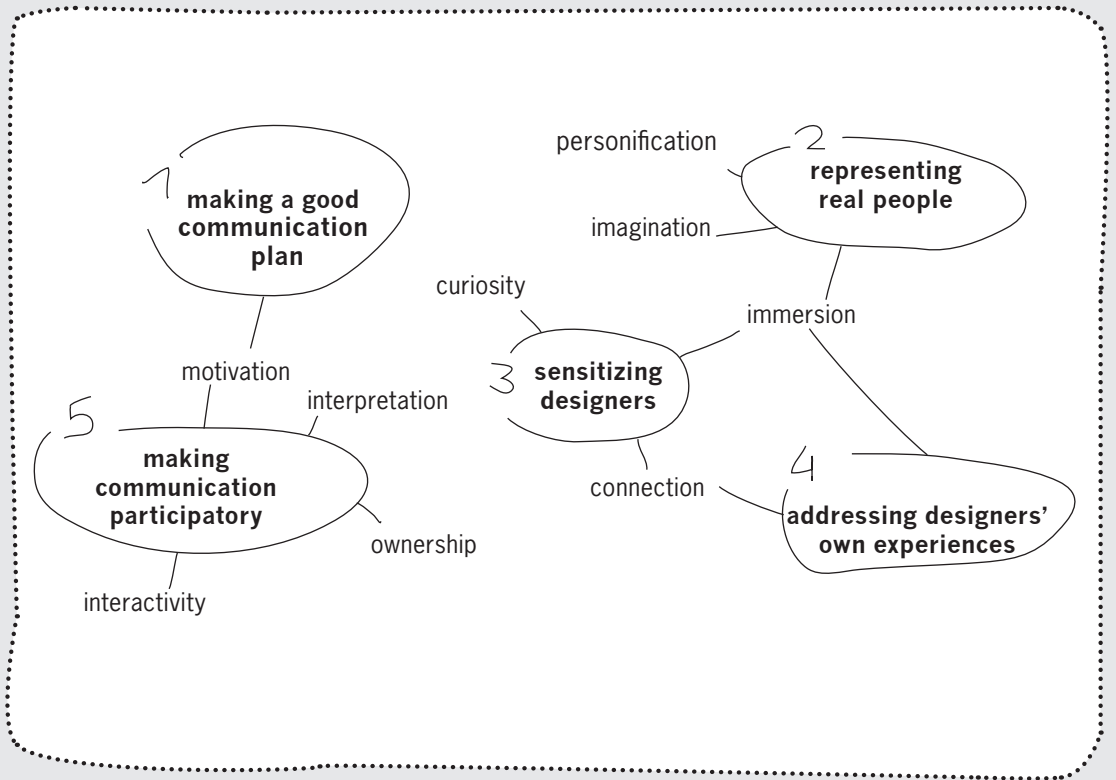 1
making a good
communication
plan
motivation
5
making
communication
participatory
interpretation
ownership
interactivity
personification
imagination
2
representing
real people
immersion
curiosity
3
sensitizing
designers
connection
4
addressing designers’
own experiences